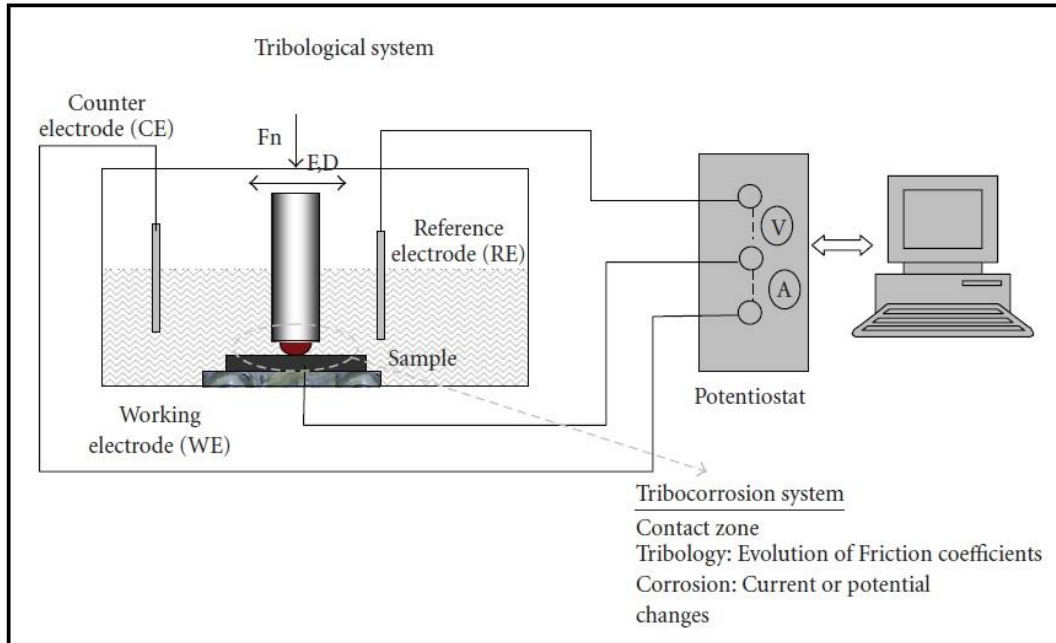 Tribological system
Counter
electrode (CE)
Fn
F,D
Reference
electrode (RE)
V
A
Sample
Potentiostat
Working
electrode (WE)
Tribocorrosion system
Contact zone
Tribology: Evolution of Friction coefficients
Corrosion: Current or potential
changes